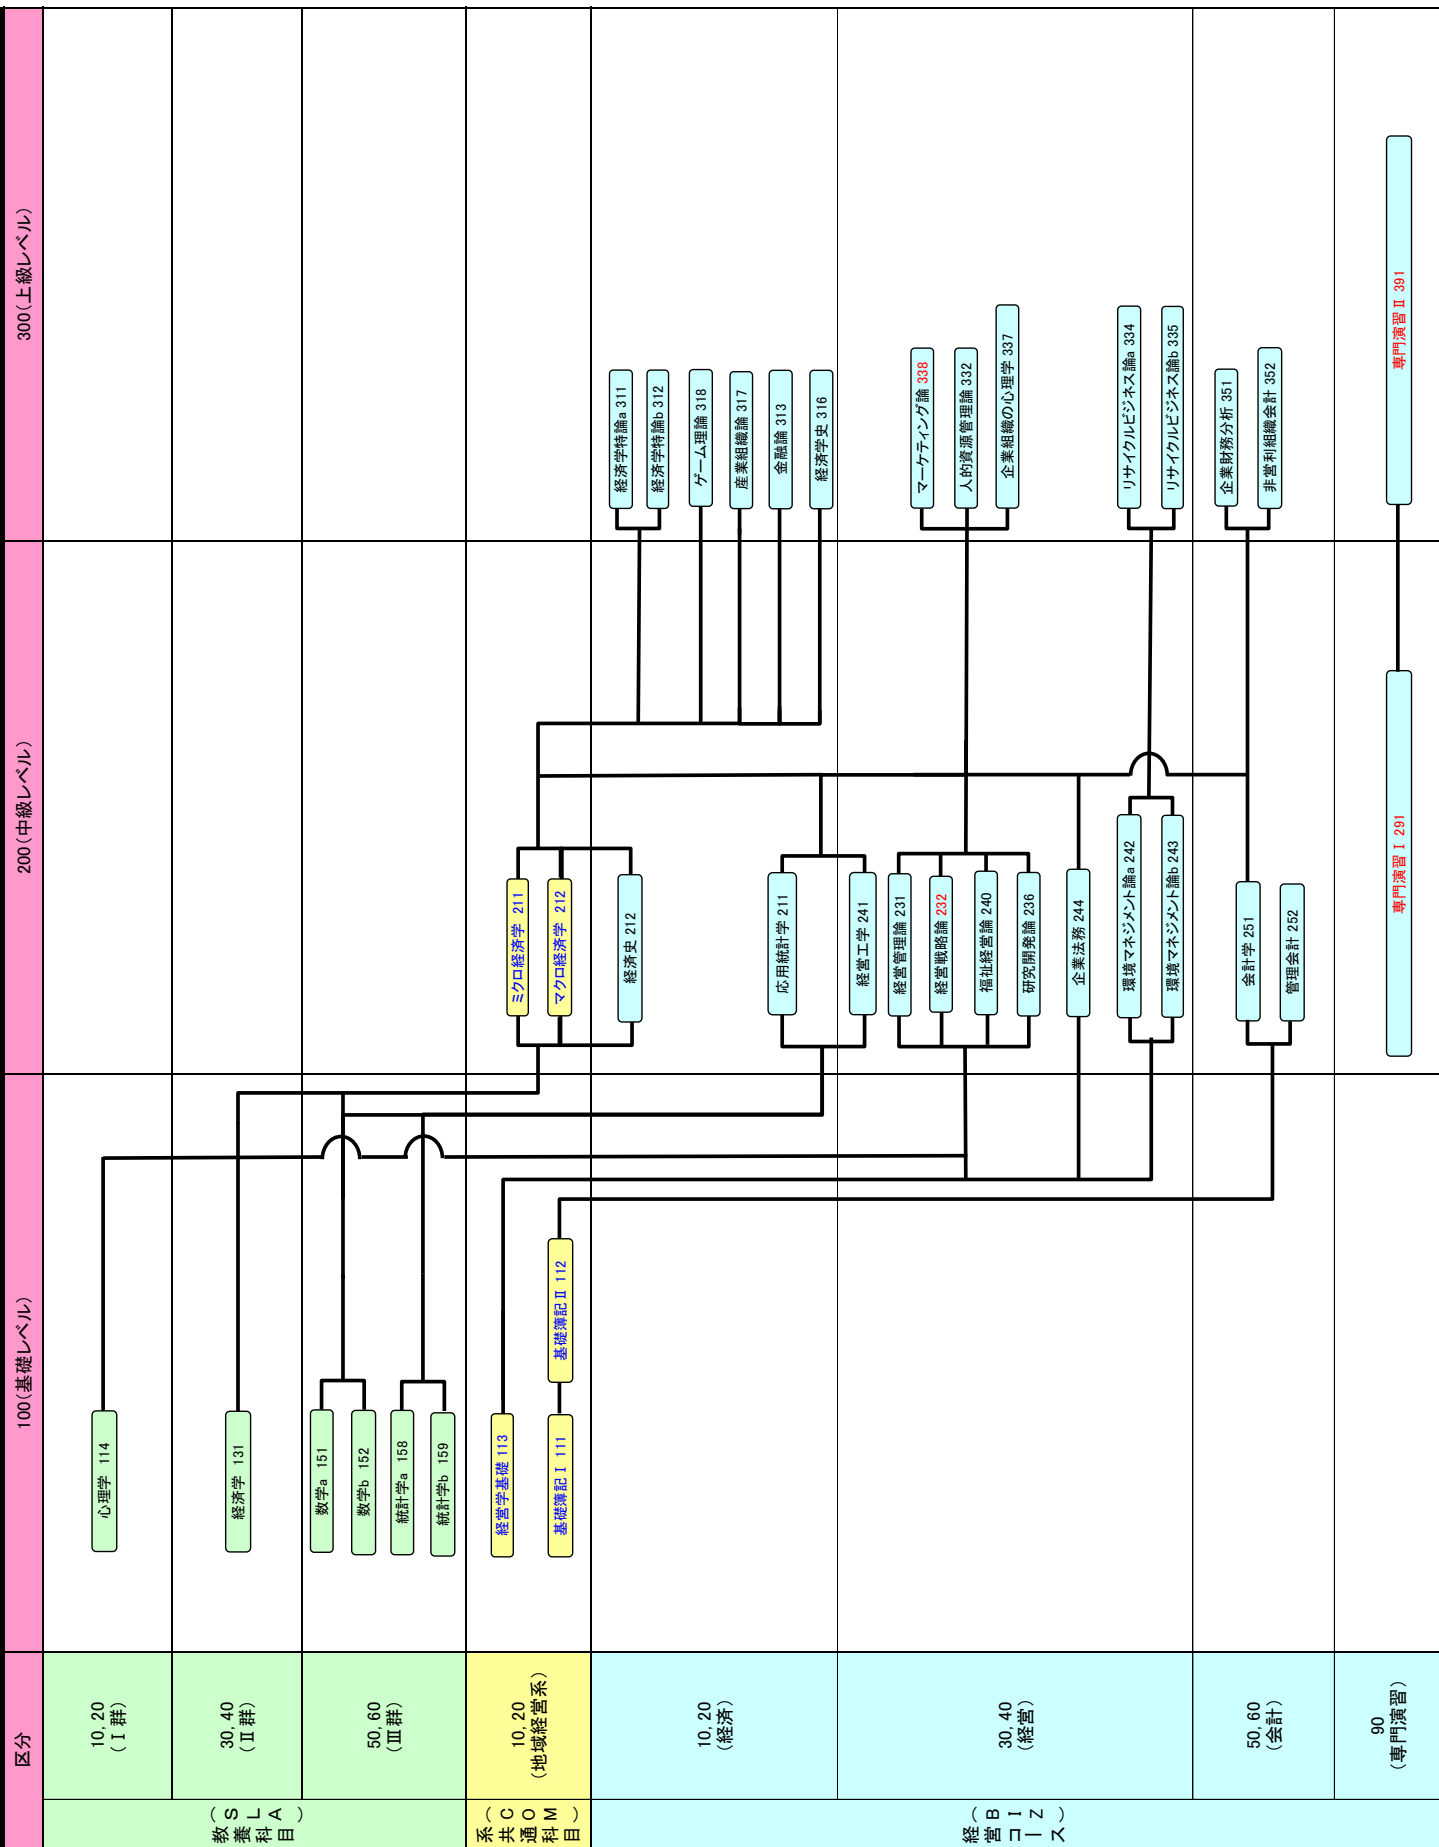 区分
100(基礎レベル)
200(中級レベル)
300(上級レベル)
教養科目
(SLA)
10, 20
(Ⅰ群)
心理学 114
30, 40
(Ⅱ群)
経済学 131
50, 60
(Ⅲ群)
数学a 151
数学b 152
統計学a 158
統計学b 159
系共通科目
(COM)
10, 20
(地域経営系)
経営学基礎 113
基礎簿記Ⅰ 111
基礎簿記Ⅱ 112
ミクロ経済学 211
マクロ経済学 212
経営コース
(BIZ)
10, 20
(経済)
経済史 212
応用統計学 211
経済学特論a 311
経済学特論b 312
ゲーム理論 318
産業組織論 317
金融論 313
経済学史 316
30, 40
(経営)
経営工学 241
経営管理論 231
経営戦略論 232
福祉経営論 240
研究開発論 236
企業法務 244
環境マネジメント論a 242
環境マネジメント論b 243
マーケティング論 338
人的資源管理論 332
企業組織の心理学 337
リサイクルビジネス論a 334
リサイクルビジネス論b 335
50, 60
(会計)
会計学 251
管理会計 252
企業財務分析 351
非営利組織会計 352
90
(専門演習)
専門演習Ⅰ 291
専門演習Ⅱ 391